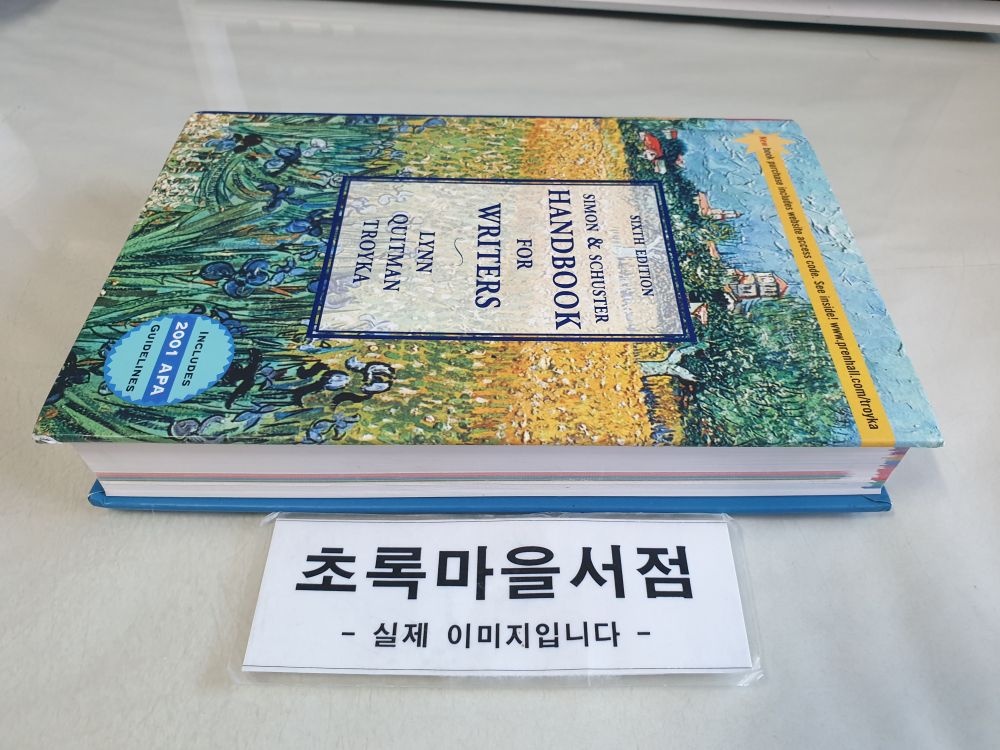 New book purchase includes website access code. See inside! www.prenhall.com/troyka
SIXTH EDITION
SIMON & SCHUSTER
HANDBOOK
FOR
WRITERS
LYNN
QUITMAN
TROYKA
INCLUDES
2001 APA
GUIDELINES
초록마을서점
- 실제 이미지입니다 -